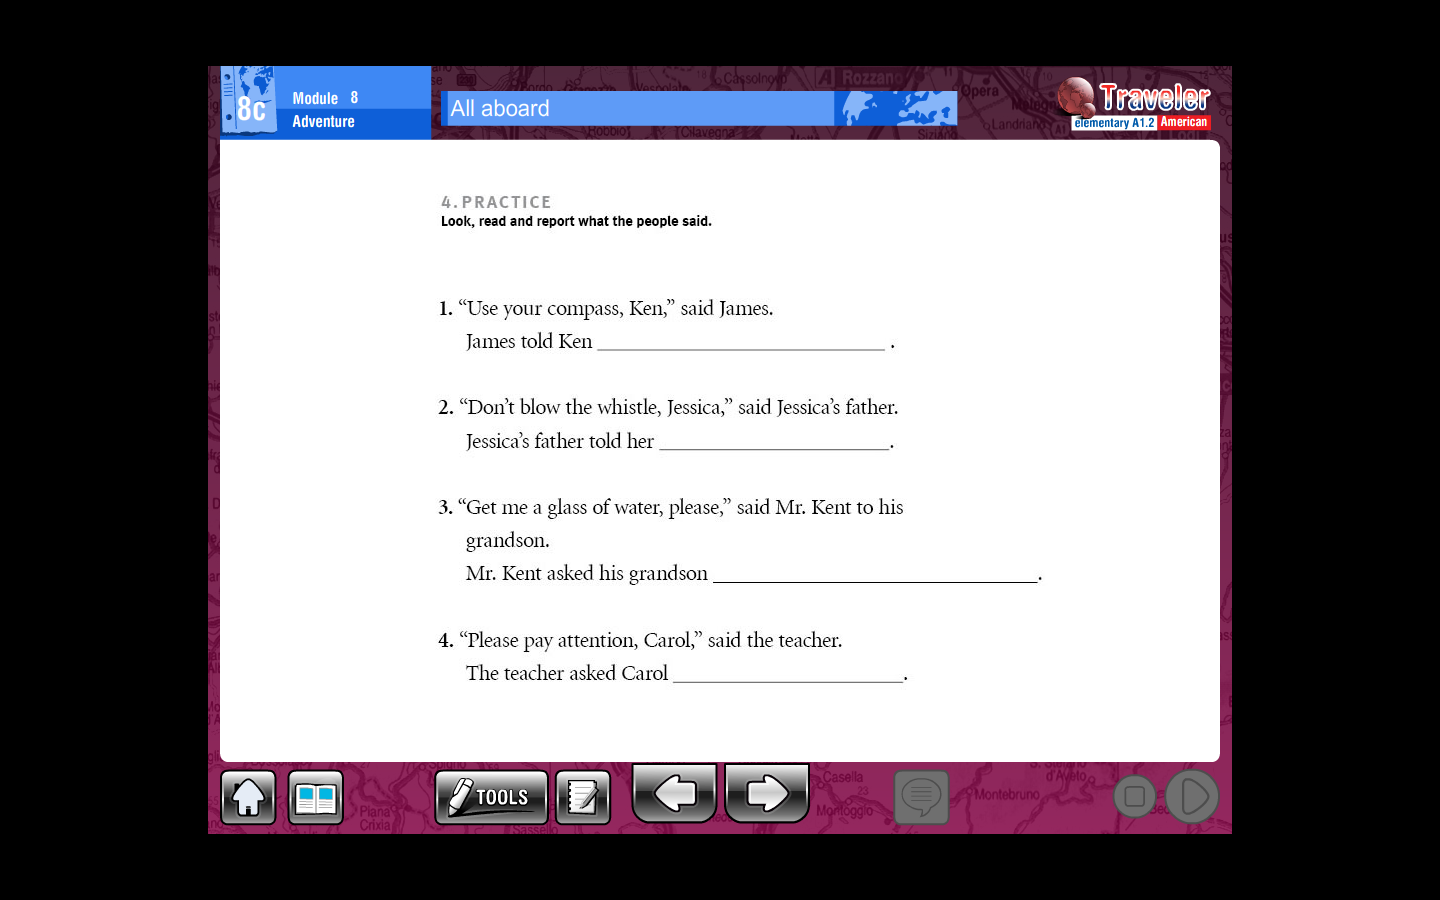 8c
Module 8
Adventure
All aboard
Traveler
elementary A1.2 American
4. PRACTICE
Look, read and report what the people said.
1. “Use your compass, Ken,” said James.
James told Ken ____________________________ .
2. “Don’t blow the whistle, Jessica,” said Jessica’s father.
Jessica’s father told her ______________________.
3. “Get me a glass of water, please,” said Mr. Kent to his
grandson.
Mr. Kent asked his grandson _______________________________.
4. “Please pay attention, Carol,” said the teacher.
The teacher asked Carol ______________________.
TOOLS